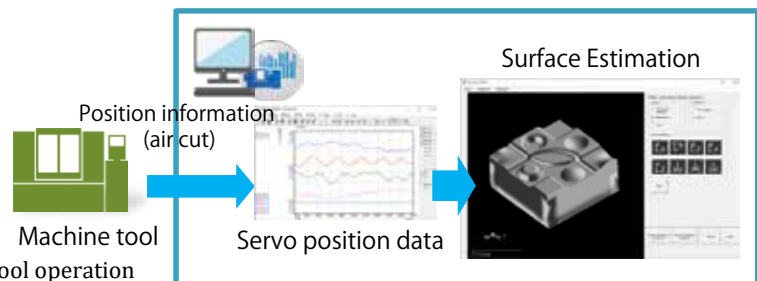 Surface Estimation
Position information
(air cut)
Machine tool
Servo position data
ool operation